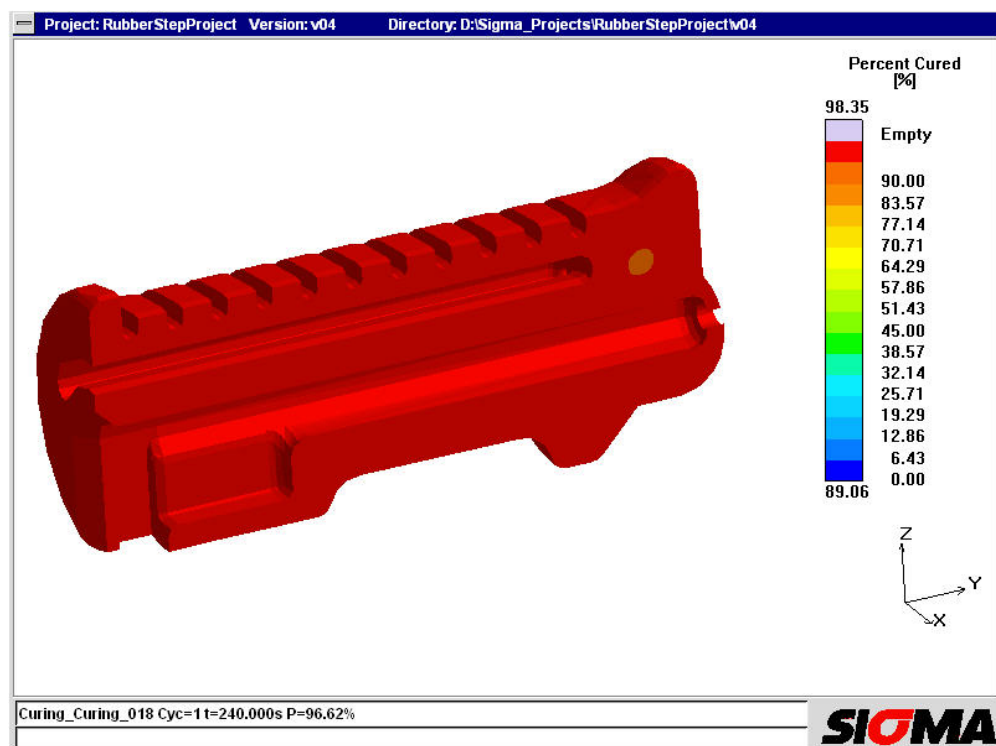 Project: RubberStepProject Version: v04 Directory: D:\Sigma_Projects\RubberStepProject\v04
Percent Cured
[%]
98.35
Empty
90.00
83.57
77.14
70.71
64.29
57.86
51.43
45.00
38.57
32.14
25.71
19.29
12.86
6.43
0.00
89.06
Z
Y
X
Curing_Curing_018 Cyc=1 t=240.000s P=96.62%
SIGMA